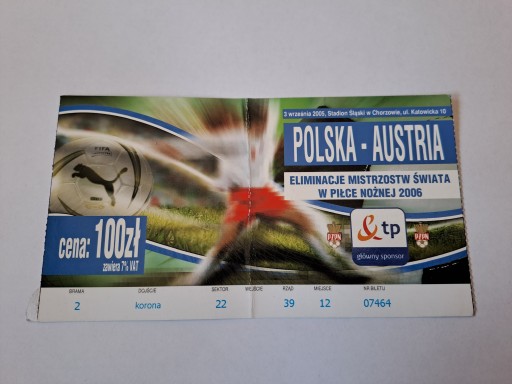 3 września 2005, Stadion Śląski w Chorzowie, ul. Katowicka 10
POLSKA - AUSTRIA
ELIMINACJE MISTRZOSTW ŚWIATA
W PIŁCE NOŻNEJ 2006
tp
główny sponsor
cena: 100zł
zawiera 7% VAT
BRAMA DOJŚCIE SEKTOR WEJŚCIE RZĄD MIEJSCE NR BILETU
2 korona 22 39 12 07464